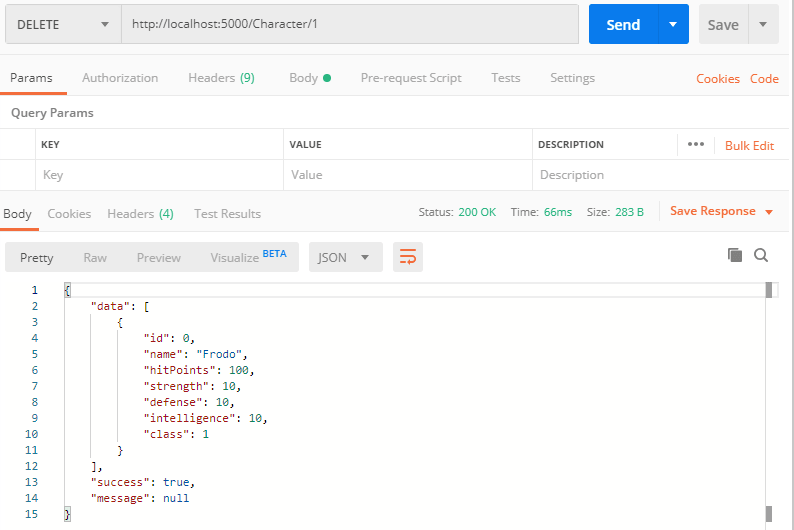 DELETE http://localhost:5000/Character/1 Send Save
Params Authorization Headers (9) Body Pre-request Script Tests Settings Cookies Code
Query Params
KEY VALUE DESCRIPTION ••• Bulk Edit
Key Value Description
Body Cookies Headers (4) Test Results Status: 200 OK Time: 66ms Size: 283 B Save Response
Pretty Raw Preview Visualize BETA JSON
1 {
2 "data": [
3 {
4 "id": 0,
5 "name": "Frodo",
6 "hitPoints": 100,
7 "strength": 10,
8 "defense": 10,
9 "intelligence": 10,
10 "class": 1
11 }
12 ],
13 "success": true,
14 "message": null
15 }